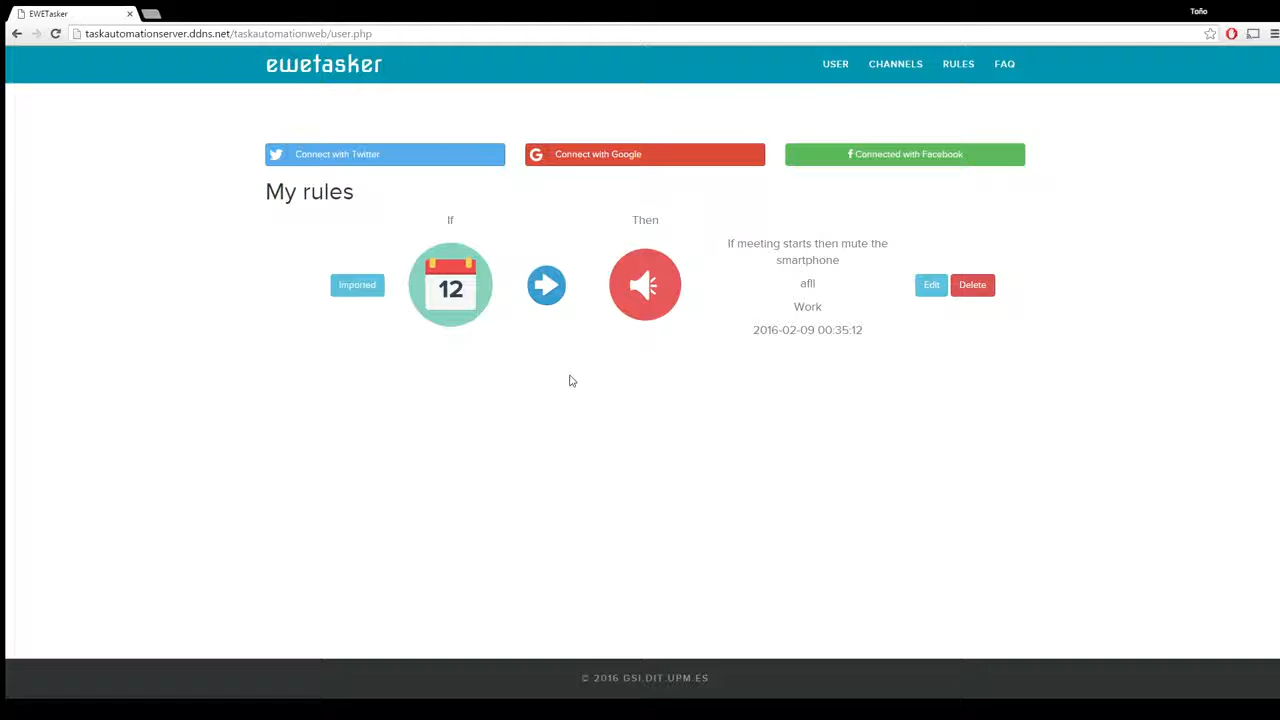 EWETasker
Toño
taskautomationserver.ddns.net/taskautomationweb/user.php
ewetasker
USER
CHANNELS
RULES
FAQ
Connect with Twitter
Connect with Google
Connected with Facebook
My rules
If
Then
If meeting starts then mute the
smartphone
afll
Work
2016-02-09 00:35:12
Imported
12
Edit
Delete
© 2016 GSI.DIT.UPM.ES